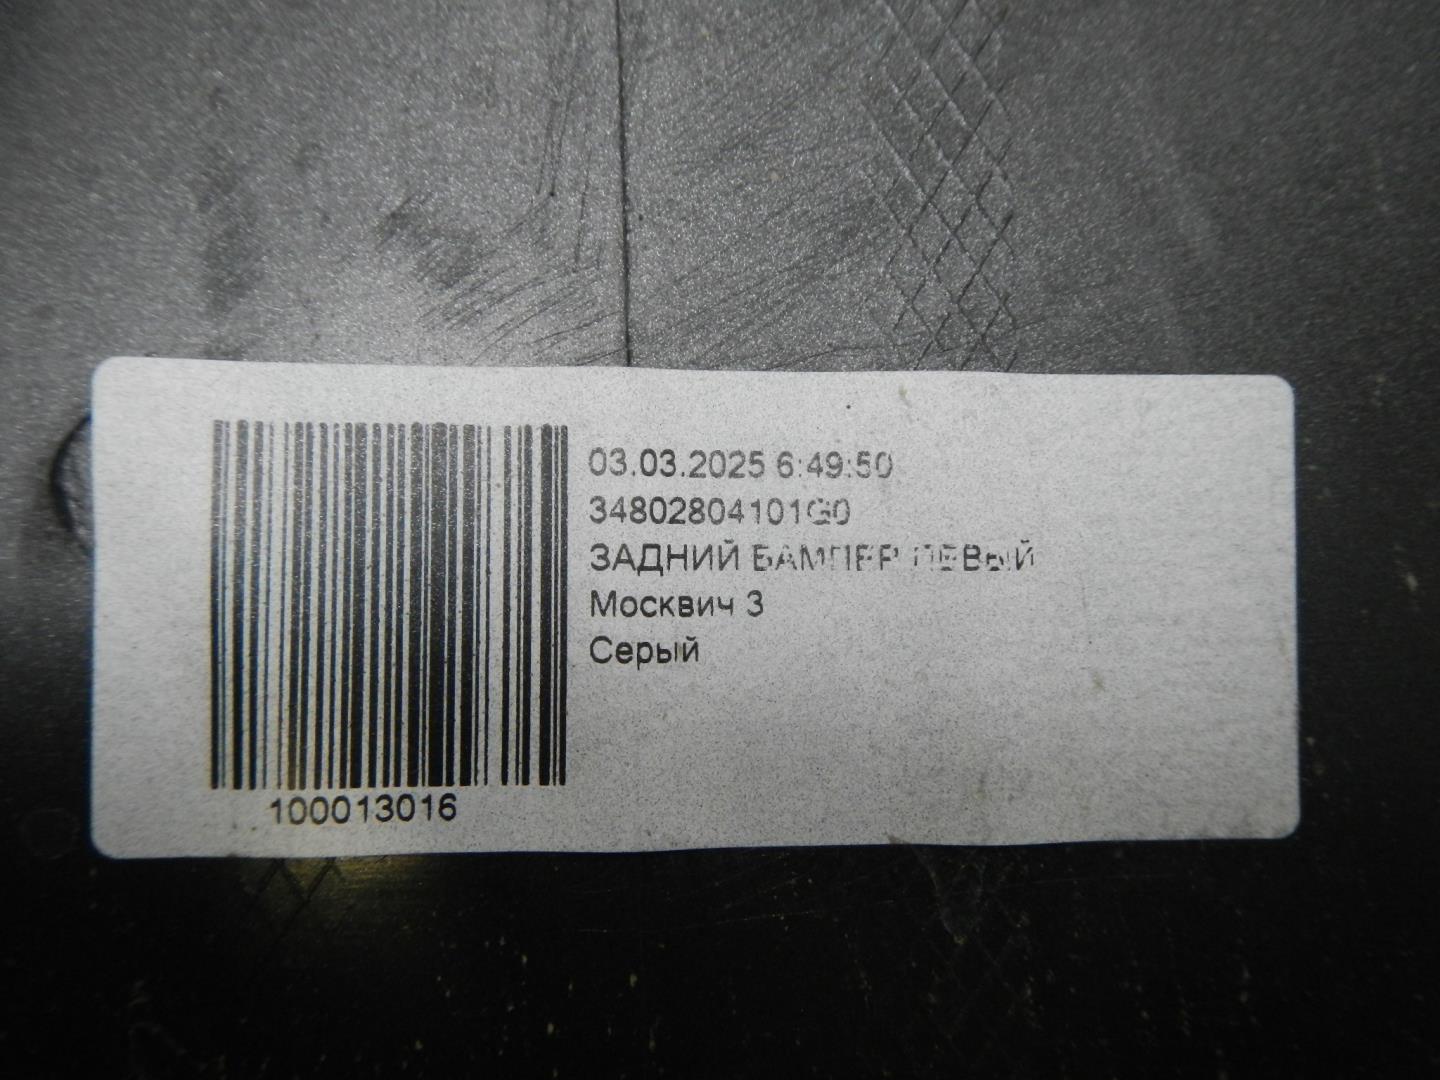 03.03.2025 6:49:50
34802804101G0
ЗАДНИЙ БАМПЕР ЛЕВЫЙ
Москвич 3
Серый
100013016